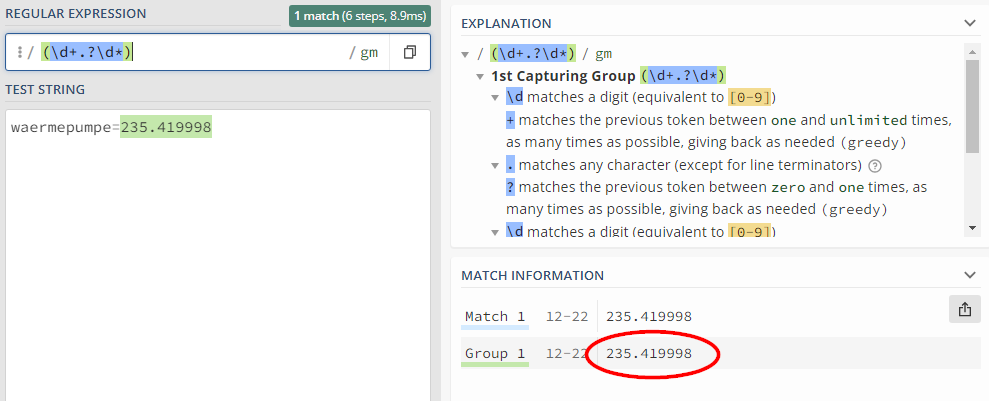 REGULAR EXPRESSION
1 match (6 steps, 8.9ms)
/ (\d+.?\d*) / gm
TEST STRING
waermepumpe=235.419998
EXPLANATION
/ (\d+.?\d*) / gm
1st Capturing Group (\d+.?\d*)
\d matches a digit (equivalent to [0-9])
+ matches the previous token between one and unlimited times,
as many times as possible, giving back as needed (greedy)
. matches any character (except for line terminators) ?
? matches the previous token between zero and one times, as
many times as possible, giving back as needed (greedy)
\d matches a digit (equivalent to [0-9])
MATCH INFORMATION
Match 1 12-22 235.419998
Group 1 12-22 235.419998